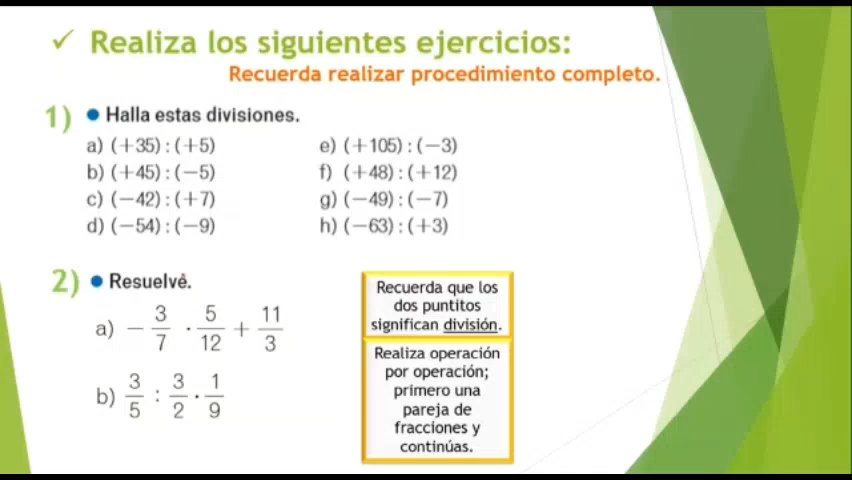 ✓ Realiza los siguientes ejercicios:
Recuerda realizar procedimiento completo.
1) ● Halla estas divisiones.
a) (+35) : (+5)
b) (+45) : (−5)
c) (−42) : (+7)
d) (−54) : (−9)
e) (+105) : (−3)
f) (+48) : (+12)
g) (−49) : (−7)
h) (−63) : (+3)
2) ● Resuelve.
a) − 3/7 · 5/12 + 11/3
b) 3/5 : 3/2 · 1/9
Recuerda que los
dos puntitos
significan división.
Realiza operación
por operación;
primero una
pareja de
fracciones y
continúas.